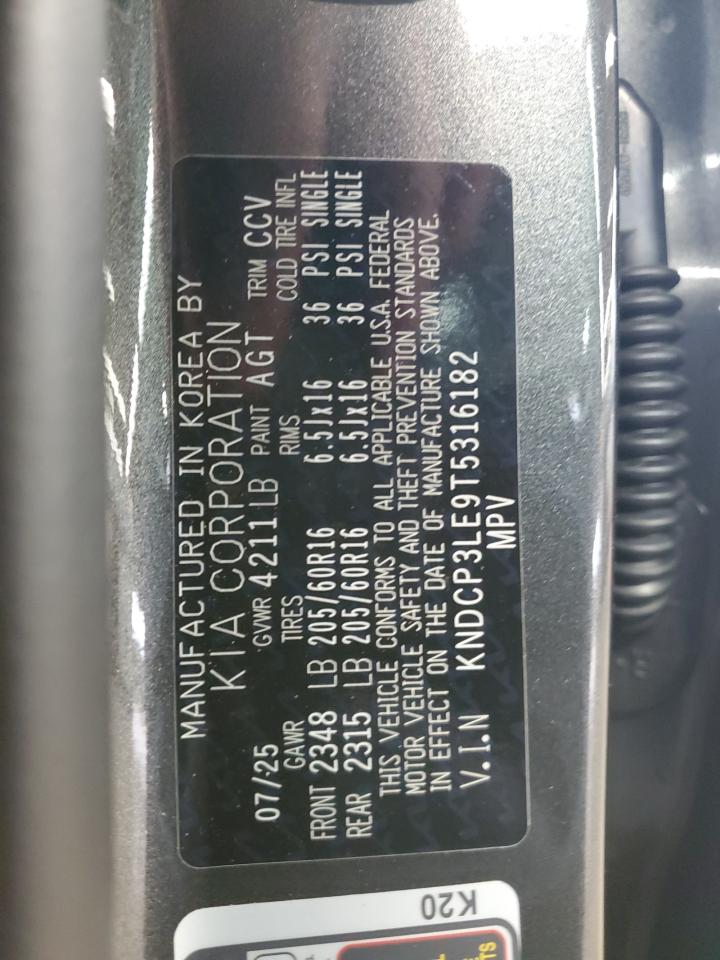 MANUFACTURED IN KOREA BY
KIA CORPORATION
07/25 GVWR 4211 LB PAINT AGT TRIM CCV
GAWR TIRES RIMS COLD TIRE INFL
FRONT 2348 LB 205/60R16 6.5Jx16 36 PSI SINGLE
REAR 2315 LB 205/60R16 6.5Jx16 36 PSI SINGLE
THIS VEHICLE CONFORMS TO ALL APPLICABLE U.S.A. FEDERAL
MOTOR VEHICLE SAFETY AND THEFT PREVENTION STANDARDS
IN EFFECT ON THE DATE OF MANUFACTURE SHOWN ABOVE.
V.I.N KNDCP3LE9T5316182
MPV
K20